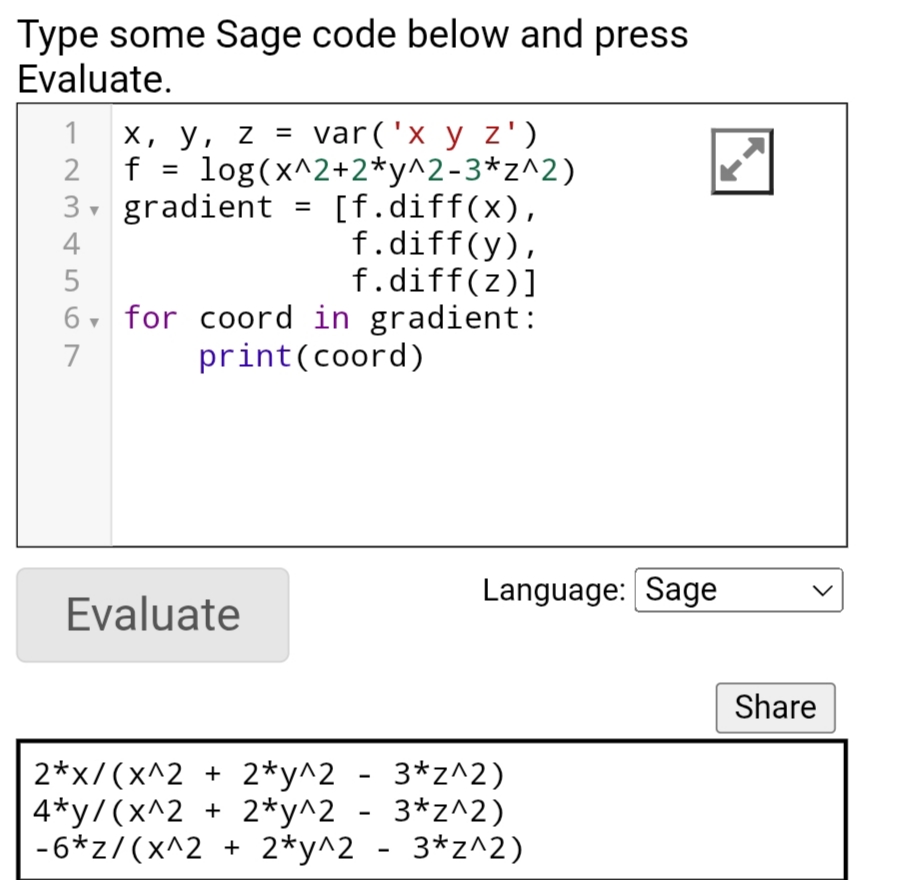 Type some Sage code below and press
Evaluate.
1 x, y, z = var('x y z')
2 f = log(x^2+2*y^2-3*z^2)
3 gradient = [f.diff(x),
4             f.diff(y),
5             f.diff(z)]
6 for coord in gradient:
7     print(coord)
Evaluate
Language: Sage
Share
2*x/(x^2 + 2*y^2 - 3*z^2)
4*y/(x^2 + 2*y^2 - 3*z^2)
-6*z/(x^2 + 2*y^2 - 3*z^2)